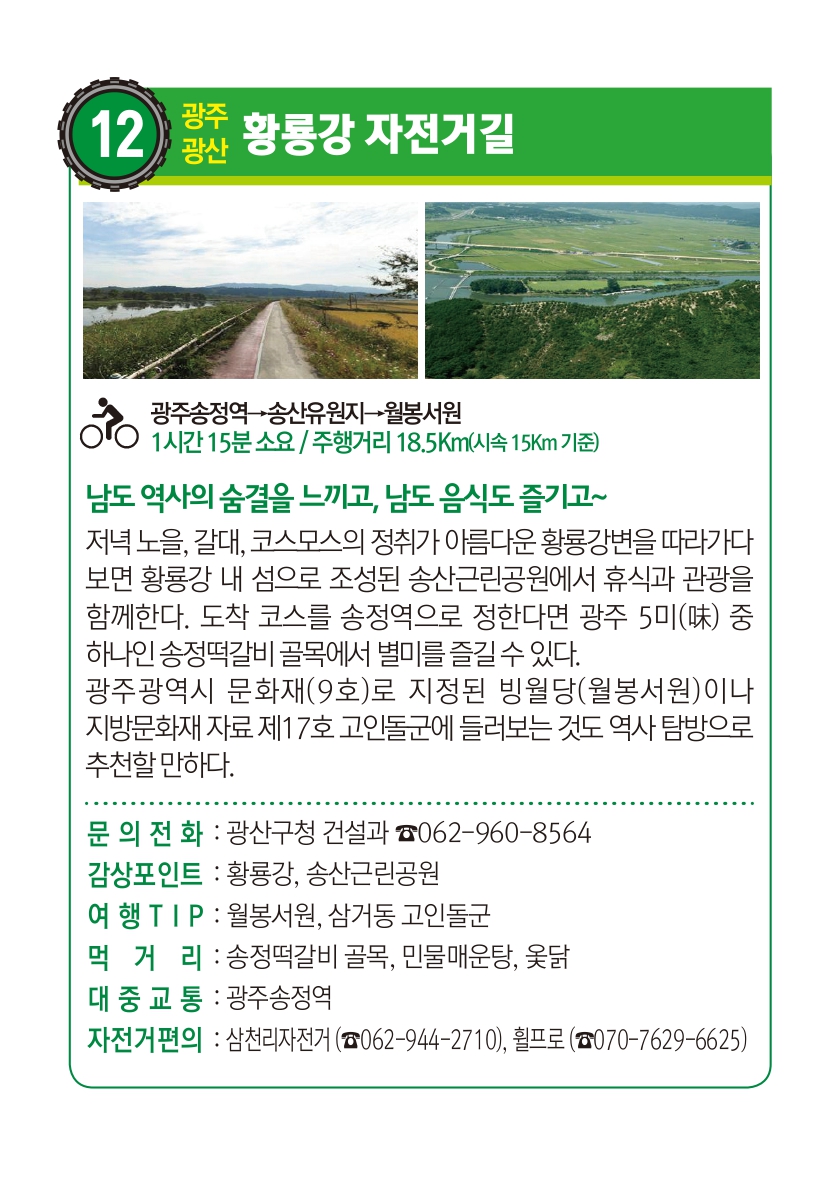 12
광주
광산
황룡강 자전거길
광주송정역→송산유원지→월봉서원
1시간 15분 소요 / 주행거리 18.5Km(시속 15Km 기준)
남도 역사의 숨결을 느끼고, 남도 음식도 즐기고~
저녁 노을, 갈대, 코스모스의 정취가 아름다운 황룡강변을 따라가다
보면 황룡강 내 섬으로 조성된 송산근린공원에서 휴식과 관광을
함께한다. 도착 코스를 송정역으로 정한다면 광주 5미(味) 중
하나인 송정떡갈비 골목에서 별미를 즐길 수 있다.
광주광역시 문화재(9호)로 지정된 빙월당(월봉서원)이나
지방문화재 자료 제17호 고인돌군에 들러보는 것도 역사 탐방으로
추천할 만하다.
문의전화 : 광산구청 건설과 ☎062-960-8564
감상포인트 : 황룡강, 송산근린공원
여행TIP : 월봉서원, 삼거동 고인돌군
먹거리 : 송정떡갈비 골목, 민물매운탕, 옻닭
대중교통 : 광주송정역
자전거편의 : 삼천리자전거 (☎062-944-2710), 휠프로 (☎070-7629-6625)